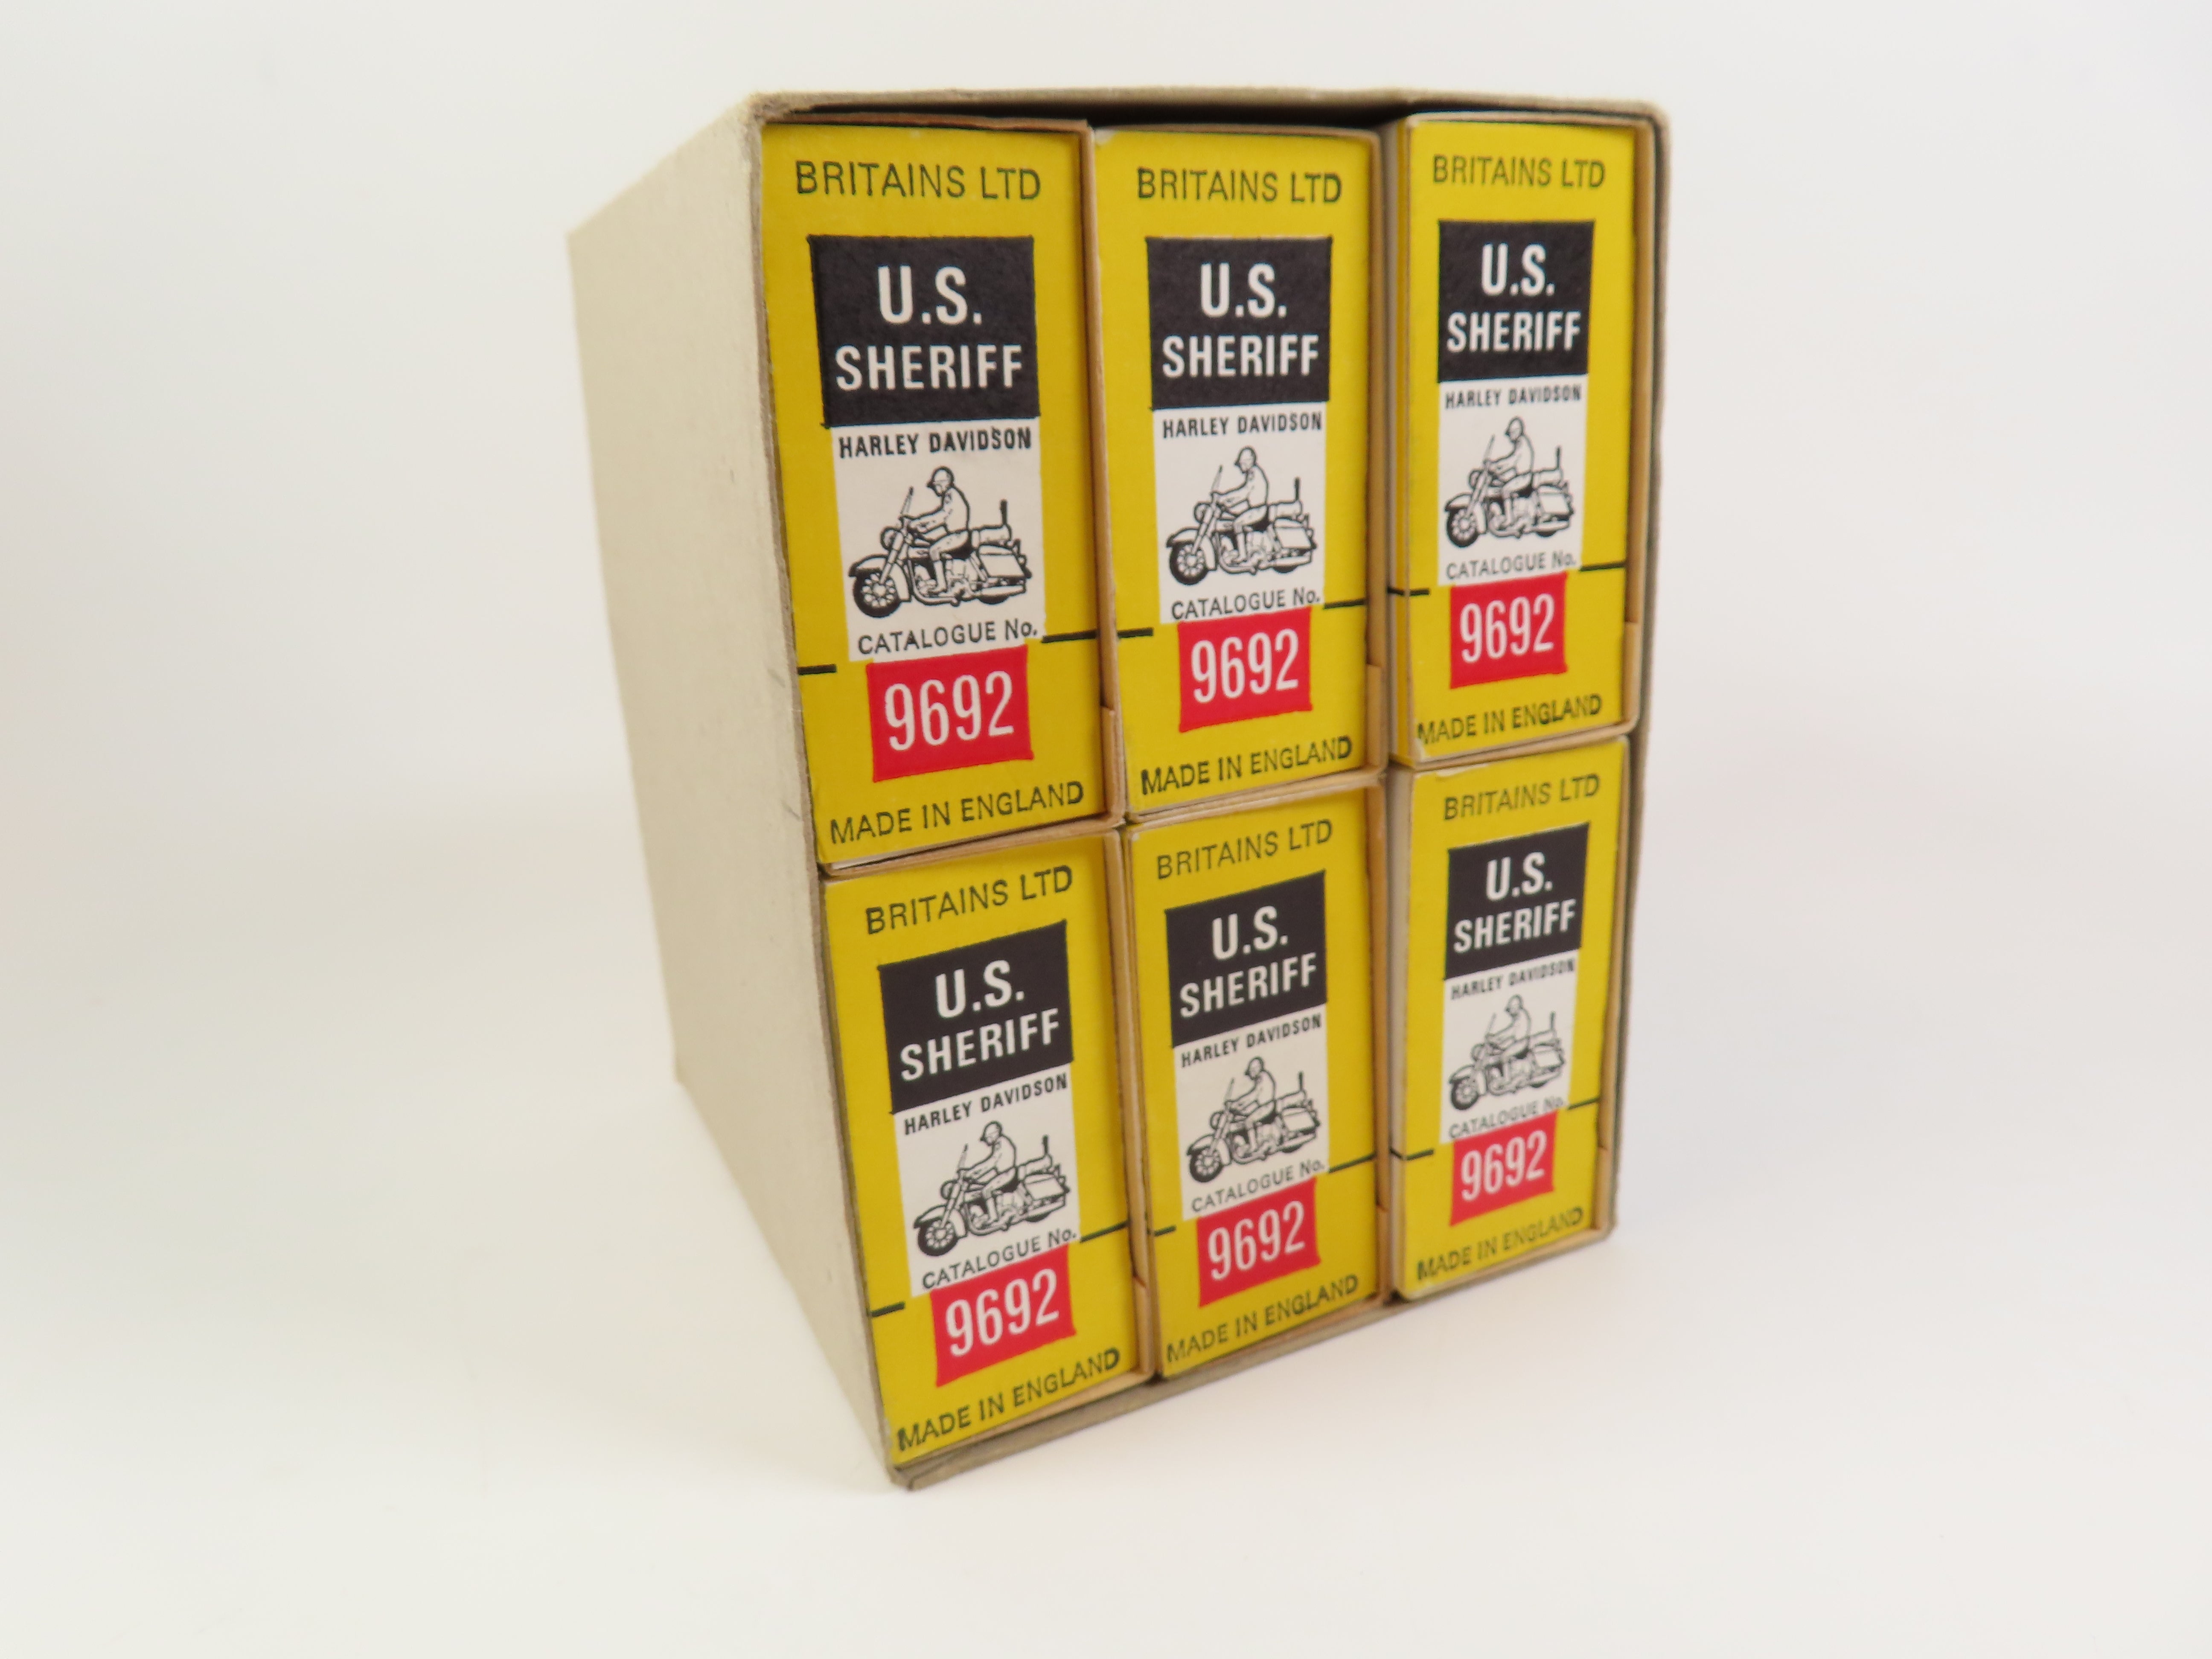 BRITAINS LTD
U.S.
SHERIFF
HARLEY DAVIDSON
CATALOGUE No.
9692
MADE IN ENGLAND
BRITAINS LTD
U.S.
SHERIFF
HARLEY DAVIDSON
CATALOGUE No.
9692
MADE IN ENGLAND
BRITAINS LTD
U.S.
SHERIFF
HARLEY DAVIDSON
CATALOGUE No.
9692
MADE IN ENGLAND
BRITAINS LTD
U.S.
SHERIFF
HARLEY DAVIDSON
CATALOGUE No.
9692
MADE IN ENGLAND
BRITAINS LTD
U.S.
SHERIFF
HARLEY DAVIDSON
CATALOGUE No.
9692
MADE IN ENGLAND
BRITAINS LTD
U.S.
SHERIFF
HARLEY DAVIDSON
CATALOGUE No.
9692
MADE IN ENGLAND